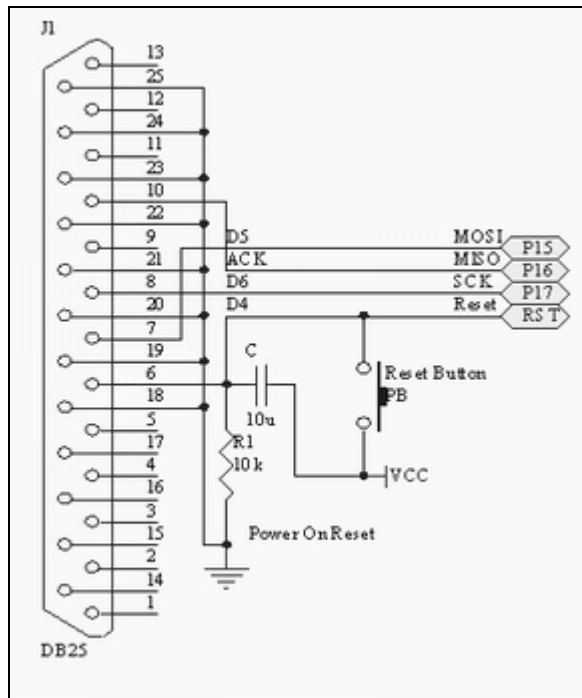 J1
13
25
12
24
11
23
10
22
9
21
8
20
7
19
6
18
5
17
4
16
3
15
2
14
1
DB25
D5 MOSI P15
ACK MISO P16
D6 SCK P17
D4 Reset RST
C
10u
R1
10k
Reset Button
PB
VCC
Power On Reset